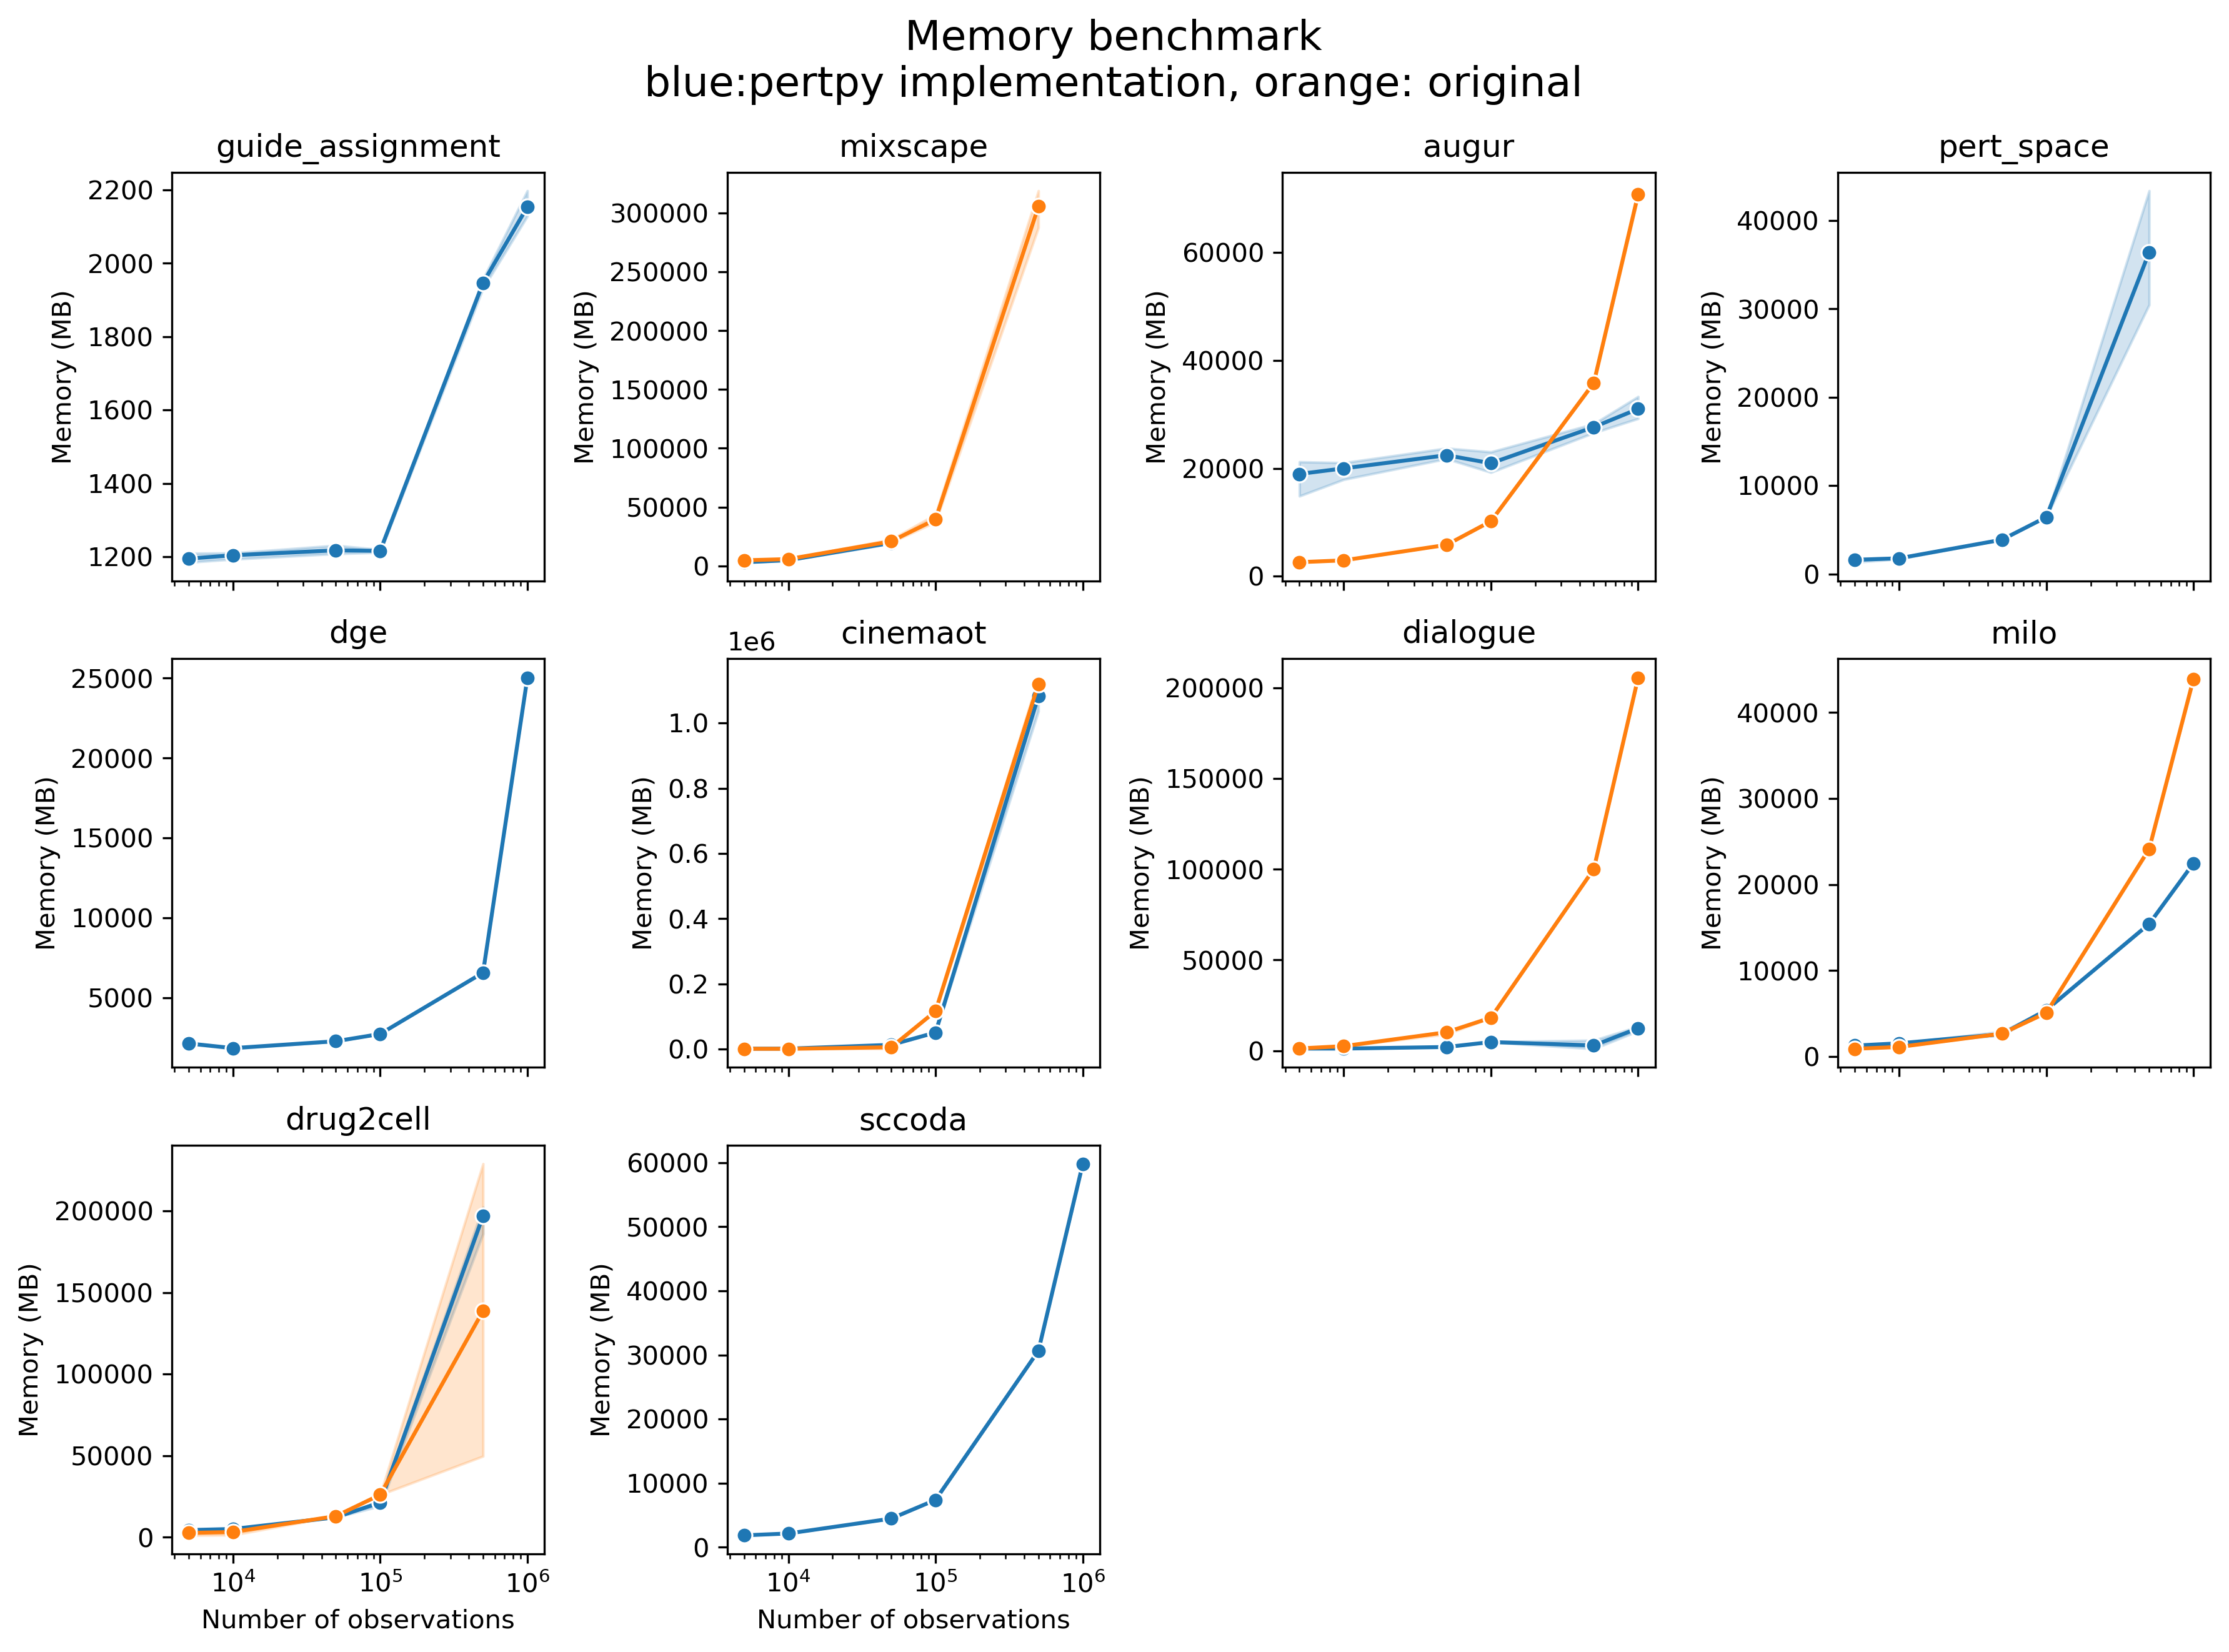 Memory benchmark
blue:pertpy implementation, orange: original
guide_assignment
mixscape
augur
pert_space
Memory (MB)
2200
2000
1800
1600
1400
1200
Memory (MB)
300000
250000
200000
150000
100000
50000
0
Memory (MB)
60000
40000
20000
0
Memory (MB)
40000
30000
20000
10000
0
dge
cinemaot
dialogue
milo
Memory (MB)
25000
20000
15000
10000
5000
1e6
Memory (MB)
1.0
0.8
0.6
0.4
0.2
0.0
Memory (MB)
200000
150000
100000
50000
0
Memory (MB)
40000
30000
20000
10000
0
drug2cell
sccoda
Memory (MB)
200000
150000
100000
50000
0
10⁴ 10⁵ 10⁶
Number of observations
Memory (MB)
60000
50000
40000
30000
20000
10000
0
10⁴ 10⁵ 10⁶
Number of observations